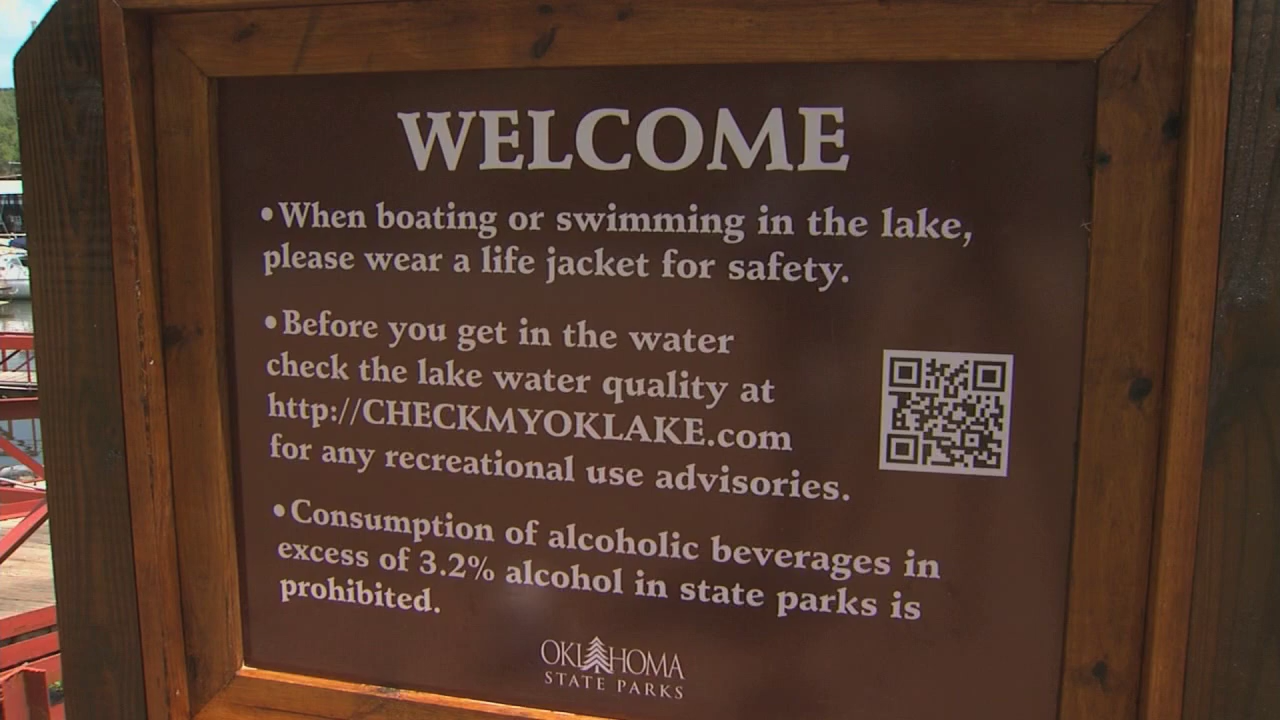 WELCOME
•When boating or swimming in the lake,
please wear a life jacket for safety.
•Before you get in the water
check the lake water quality at
http://CHECKMYOKLAKE.com
for any recreational use advisories.
•Consumption of alcoholic beverages in
excess of 3.2% alcohol in state parks is
prohibited.
OKLAHOMA
STATE PARKS